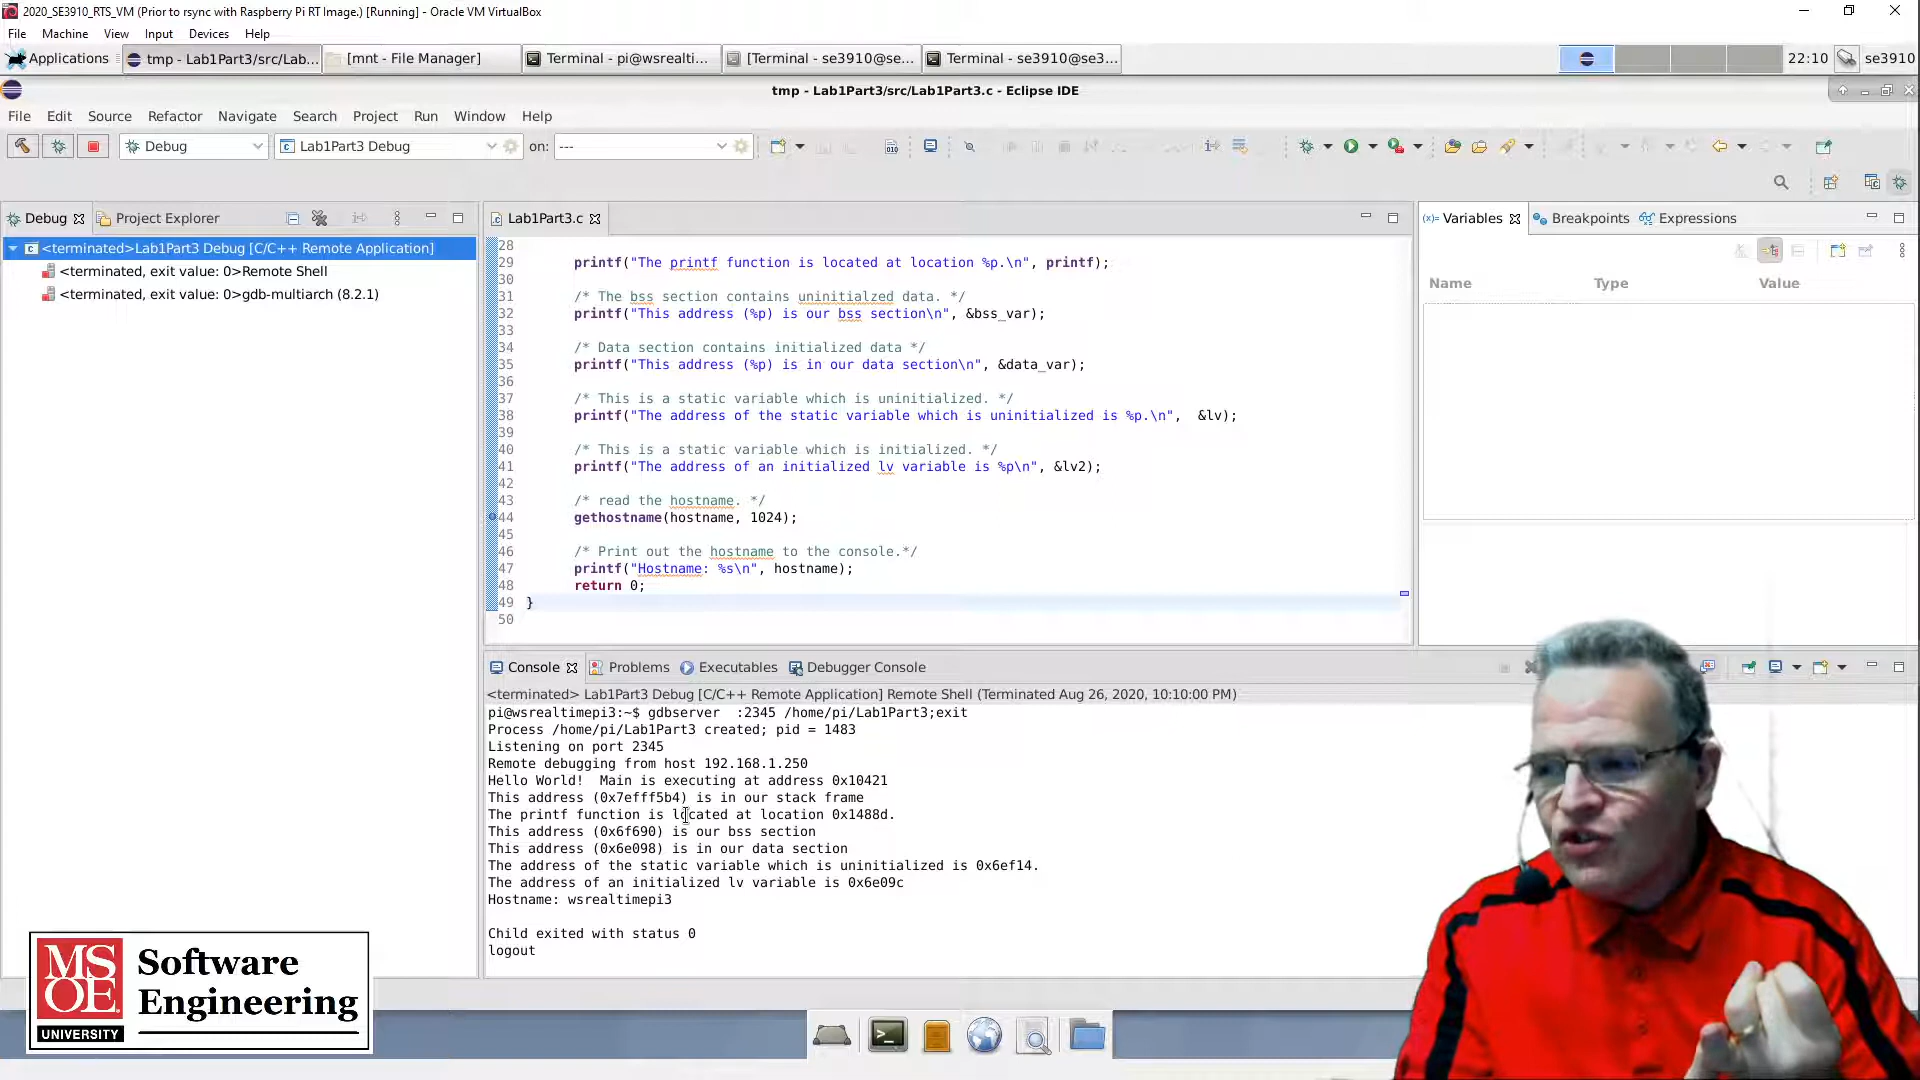 2020_SE3910_RTS_VM (Prior to rsync with Raspberry Pi RT Image.) [Running] - Oracle VM VirtualBox
File Machine View Input Devices Help
Applications tmp - Lab1Part3/src/Lab... [mnt - File Manager] Terminal - pi@wsrealti... [Terminal - se3910@se... Terminal - se3910@se3... 22:10 se3910
tmp - Lab1Part3/src/Lab1Part3.c - Eclipse IDE
File Edit Source Refactor Navigate Search Project Run Window Help
Debug Lab1Part3 Debug on: ---
Debug Project Explorer
<terminated>Lab1Part3 Debug [C/C++ Remote Application]
<terminated, exit value: 0>Remote Shell
<terminated, exit value: 0>gdb-multiarch (8.2.1)
Lab1Part3.c
28
29 printf("The printf function is located at location %p.\n", printf);
30
31 /* The bss section contains uninitialzed data. */
32 printf("This address (%p) is our bss section\n", &bss_var);
33
34 /* Data section contains initialized data */
35 printf("This address (%p) is in our data section\n", &data_var);
36
37 /* This is a static variable which is uninitialized. */
38 printf("The address of the static variable which is uninitialized is %p.\n", &lv);
39
40 /* This is a static variable which is initialized. */
41 printf("The address of an initialized lv variable is %p\n", &lv2);
42
43 /* read the hostname. */
44 gethostname(hostname, 1024);
45
46 /* Print out the hostname to the console.*/
47 printf("Hostname: %s\n", hostname);
48 return 0;
49 }
50
(x)= Variables Breakpoints Expressions
Name Type Value
Console Problems Executables Debugger Console
<terminated> Lab1Part3 Debug [C/C++ Remote Application] Remote Shell (Terminated Aug 26, 2020, 10:10:00 PM)
pi@wsrealtimepi3:~$ gdbserver :2345 /home/pi/Lab1Part3;exit
Process /home/pi/Lab1Part3 created; pid = 1483
Listening on port 2345
Remote debugging from host 192.168.1.250
Hello World! Main is executing at address 0x10421
This address (0x7efff5b4) is in our stack frame
The printf function is located at location 0x1488d.
This address (0x6f690) is our bss section
This address (0x6e098) is in our data section
The address of the static variable which is uninitialized is 0x6ef14.
The address of an initialized lv variable is 0x6e09c
Hostname: wsrealtimepi3
Child exited with status 0
logout
MS
OE
UNIVERSITY
Software
Engineering